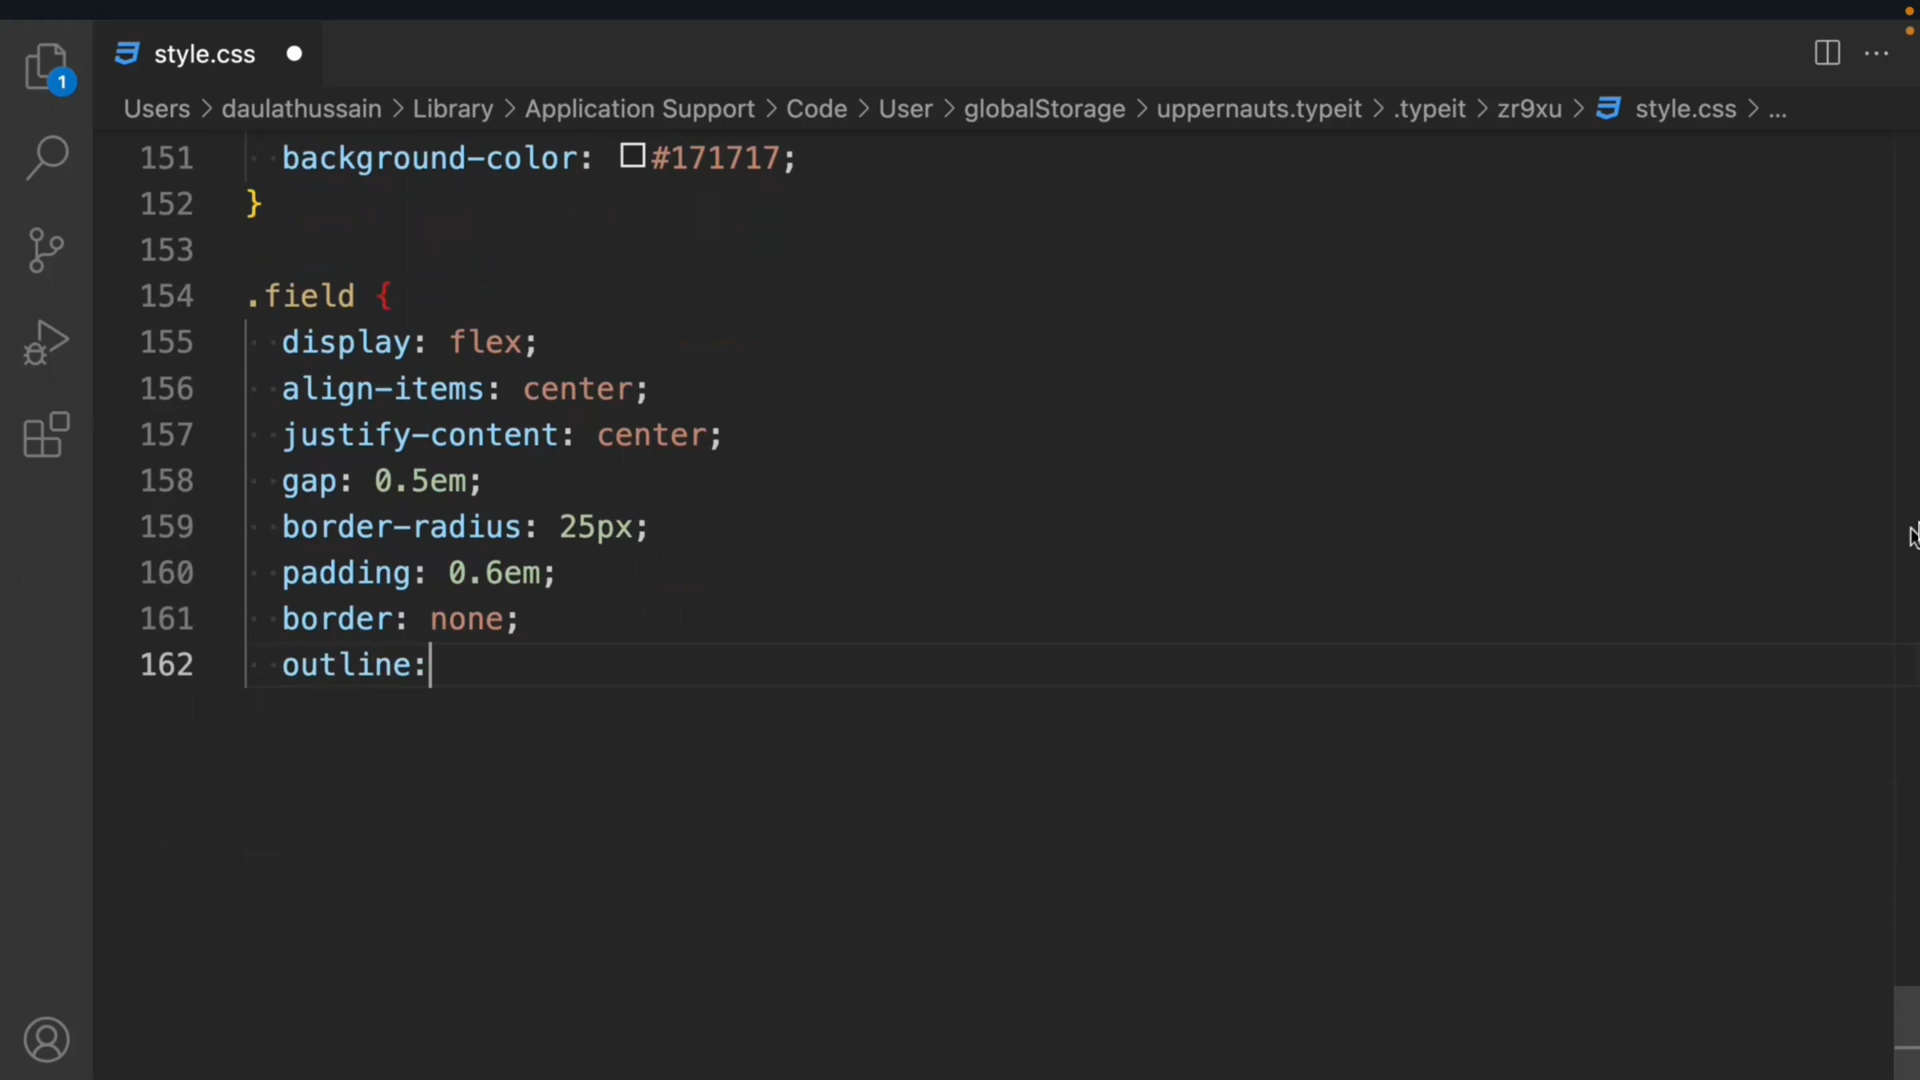 style.css
Users > daulathussain > Library > Application Support > Code > User > globalStorage > uppernauts.typeit > .typeit > zr9xu > style.css > ...
1
151 background-color: #171717;
152 }
153
154 .field {
155 display: flex;
156 align-items: center;
157 justify-content: center;
158 gap: 0.5em;
159 border-radius: 25px;
160 padding: 0.6em;
161 border: none;
162 outline: